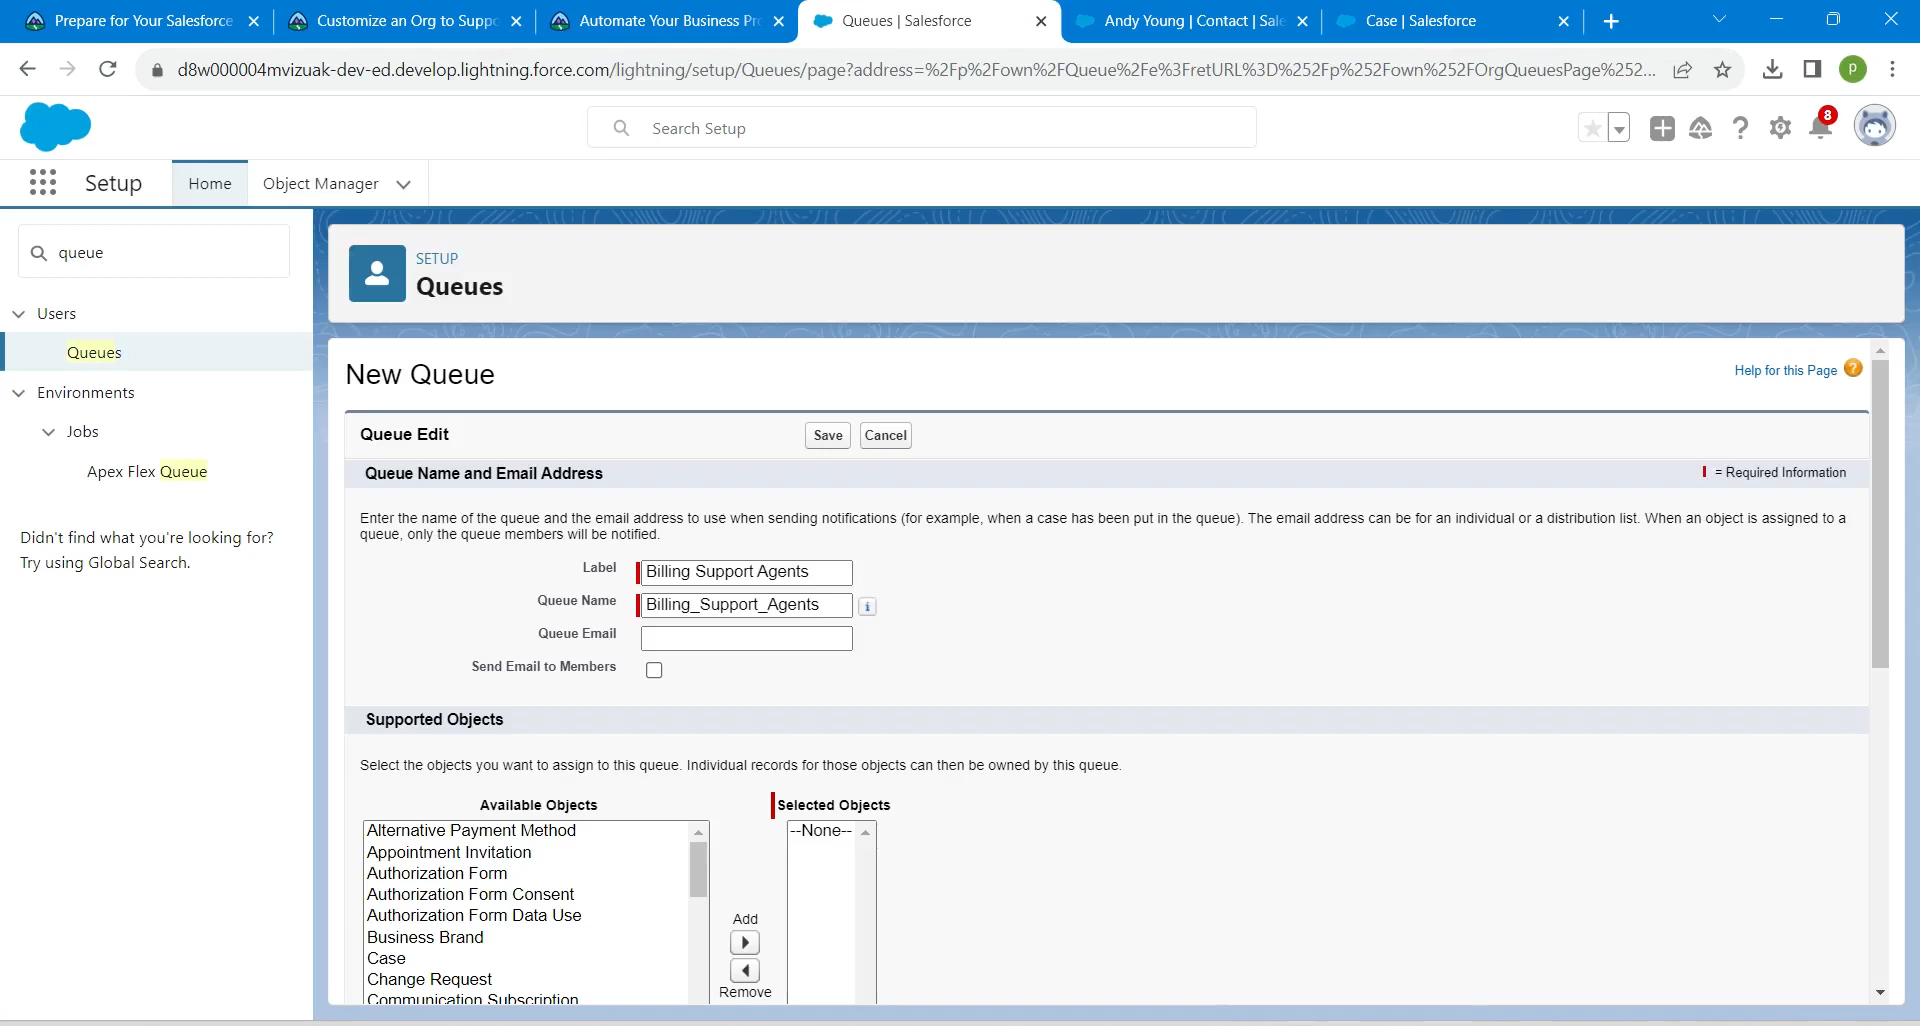 Prepare for Your Salesforce
Customize an Org to Suppo
Automate Your Business Pr
Queues | Salesforce
Andy Young | Contact | Sale
Case | Salesforce
d8w000004mvizuak-dev-ed.develop.lightning.force.com/lightning/setup/Queues/page?address=%2Fp%2Fown%2FQueue%2Fe%3FretURL%3D%252Fp%252Fown%252FOrgQueuesPage%252...
P
Search Setup
8
Setup
Home
Object Manager
queue
Users
Queues
Environments
Jobs
Apex Flex Queue
Didn't find what you're looking for?
Try using Global Search.
SETUP
Queues
New Queue
Help for this Page
Queue Edit
Save
Cancel
Queue Name and Email Address
= Required Information
Enter the name of the queue and the email address to use when sending notifications (for example, when a case has been put in the queue). The email address can be for an individual or a distribution list. When an object is assigned to a
queue, only the queue members will be notified.
Label
Billing Support Agents
Queue Name
Billing_Support_Agents
Queue Email
Send Email to Members
Supported Objects
Select the objects you want to assign to this queue. Individual records for those objects can then be owned by this queue.
Available Objects
Selected Objects
Alternative Payment Method
Appointment Invitation
Authorization Form
Authorization Form Consent
Authorization Form Data Use
Business Brand
Case
Change Request
Communication Subscription
--None--
Add
Remove